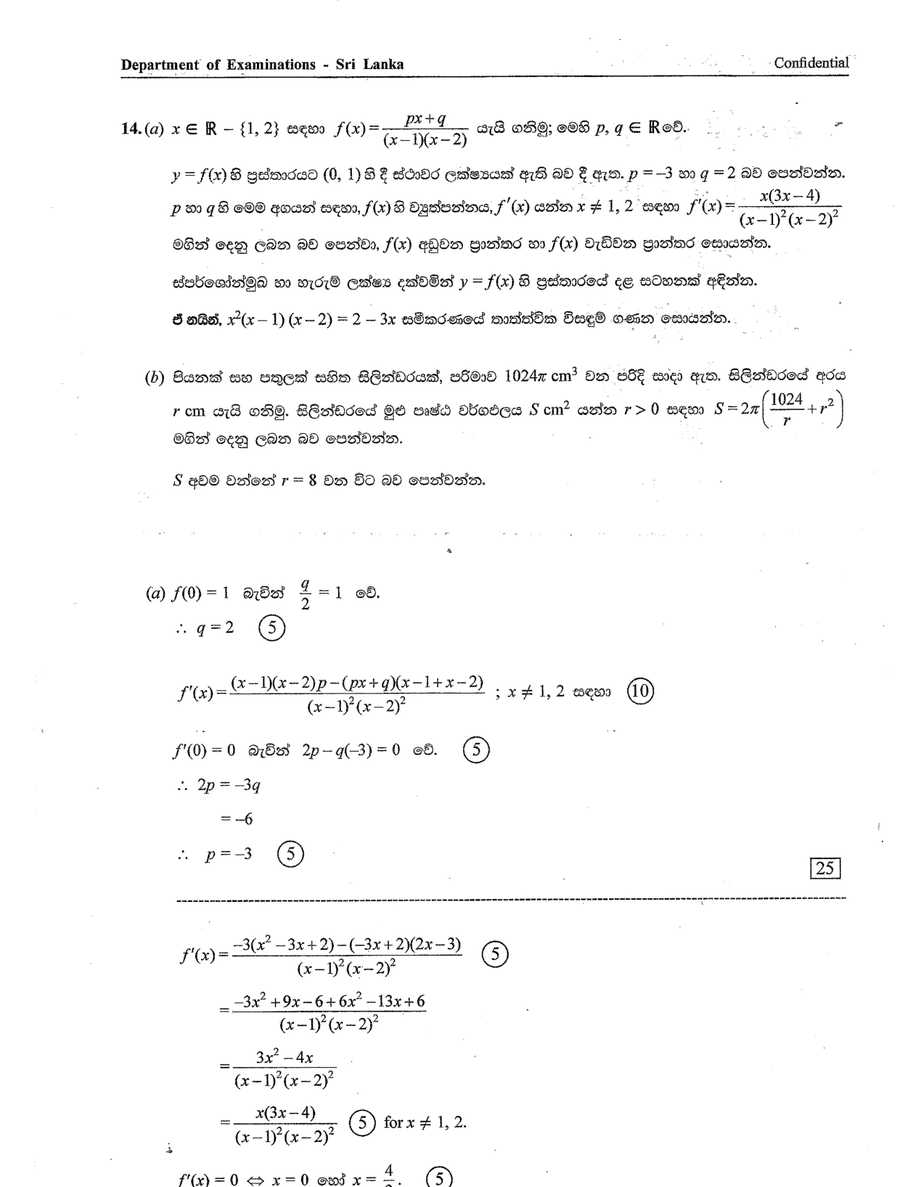 Department of Examinations - Sri Lanka Confidential
14. (a) x ∈ ℝ – {1, 2} සඳහා f(x) = (px+q)/((x–1)(x–2)) යැයි ගනිමු; මෙහි p, q ∈ ℝ වේ.
y = f(x) හි ප්‍රස්තාරයට (0, 1) හි දී ස්ථාවර ලක්ෂ්‍යයක් ඇති බව දී ඇත. p = –3 හා q = 2 බව පෙන්වන්න.
p හා q හි මෙම අගයන් සඳහා, f(x) හි ව්‍යුත්පන්නය, f′(x) යන්න x ≠ 1, 2 සඳහා f′(x) = x(3x–4)/((x–1)²(x–2)²)
මගින් දෙනු ලබන බව පෙන්වා, f(x) අඩුවන ප්‍රාන්තර හා f(x) වැඩිවන ප්‍රාන්තර සොයන්න.
ස්පර්ශෝන්මුඛ හා හැරුම් ලක්ෂ්‍ය දක්වමින් y = f(x) හි ප්‍රස්තාරයේ දළ සටහනක් අඳින්න.
ඒ නයින්, x²(x – 1) (x – 2) = 2 – 3x සමීකරණයේ තාත්ත්වික විසඳුම් ගණන සොයන්න.
(b) පියනක් සහ පතුලක් සහිත සිලින්ඩරයක්, පරිමාව 1024π cm³ වන පරිදි සාදා ඇත. සිලින්ඩරයේ අරය
r cm යැයි ගනිමු. සිලින්ඩරයේ මුළු පෘෂ්ඨ වර්ගඵලය S cm² යන්න r > 0 සඳහා S = 2π(1024/r + r²)
මගින් දෙනු ලබන බව පෙන්වන්න.
S අවම වන්නේ r = 8 වන විට බව පෙන්වන්න.
(a) f(0) = 1 බැවින් q/2 = 1 වේ.
∴ q = 2 (5)
f′(x) = ((x–1)(x–2)p–(px+q)(x–1+x–2))/((x–1)²(x–2)²) ; x ≠ 1, 2 සඳහා (10)
f′(0) = 0 බැවින් 2p – q(–3) = 0 වේ. (5)
∴ 2p = –3q
= –6
∴ p = –3 (5)
25
f′(x) = (–3(x² – 3x + 2) – (–3x + 2)(2x – 3))/((x–1)²(x–2)²) (5)
= (–3x² + 9x – 6 + 6x² – 13x + 6)/((x–1)²(x–2)²)
= (3x² – 4x)/((x–1)²(x–2)²)
= x(3x–4)/((x–1)²(x–2)²) (5) for x ≠ 1, 2.
f′(x) = 0 ⇔ x = 0 හෝ x = 4/3. (5)